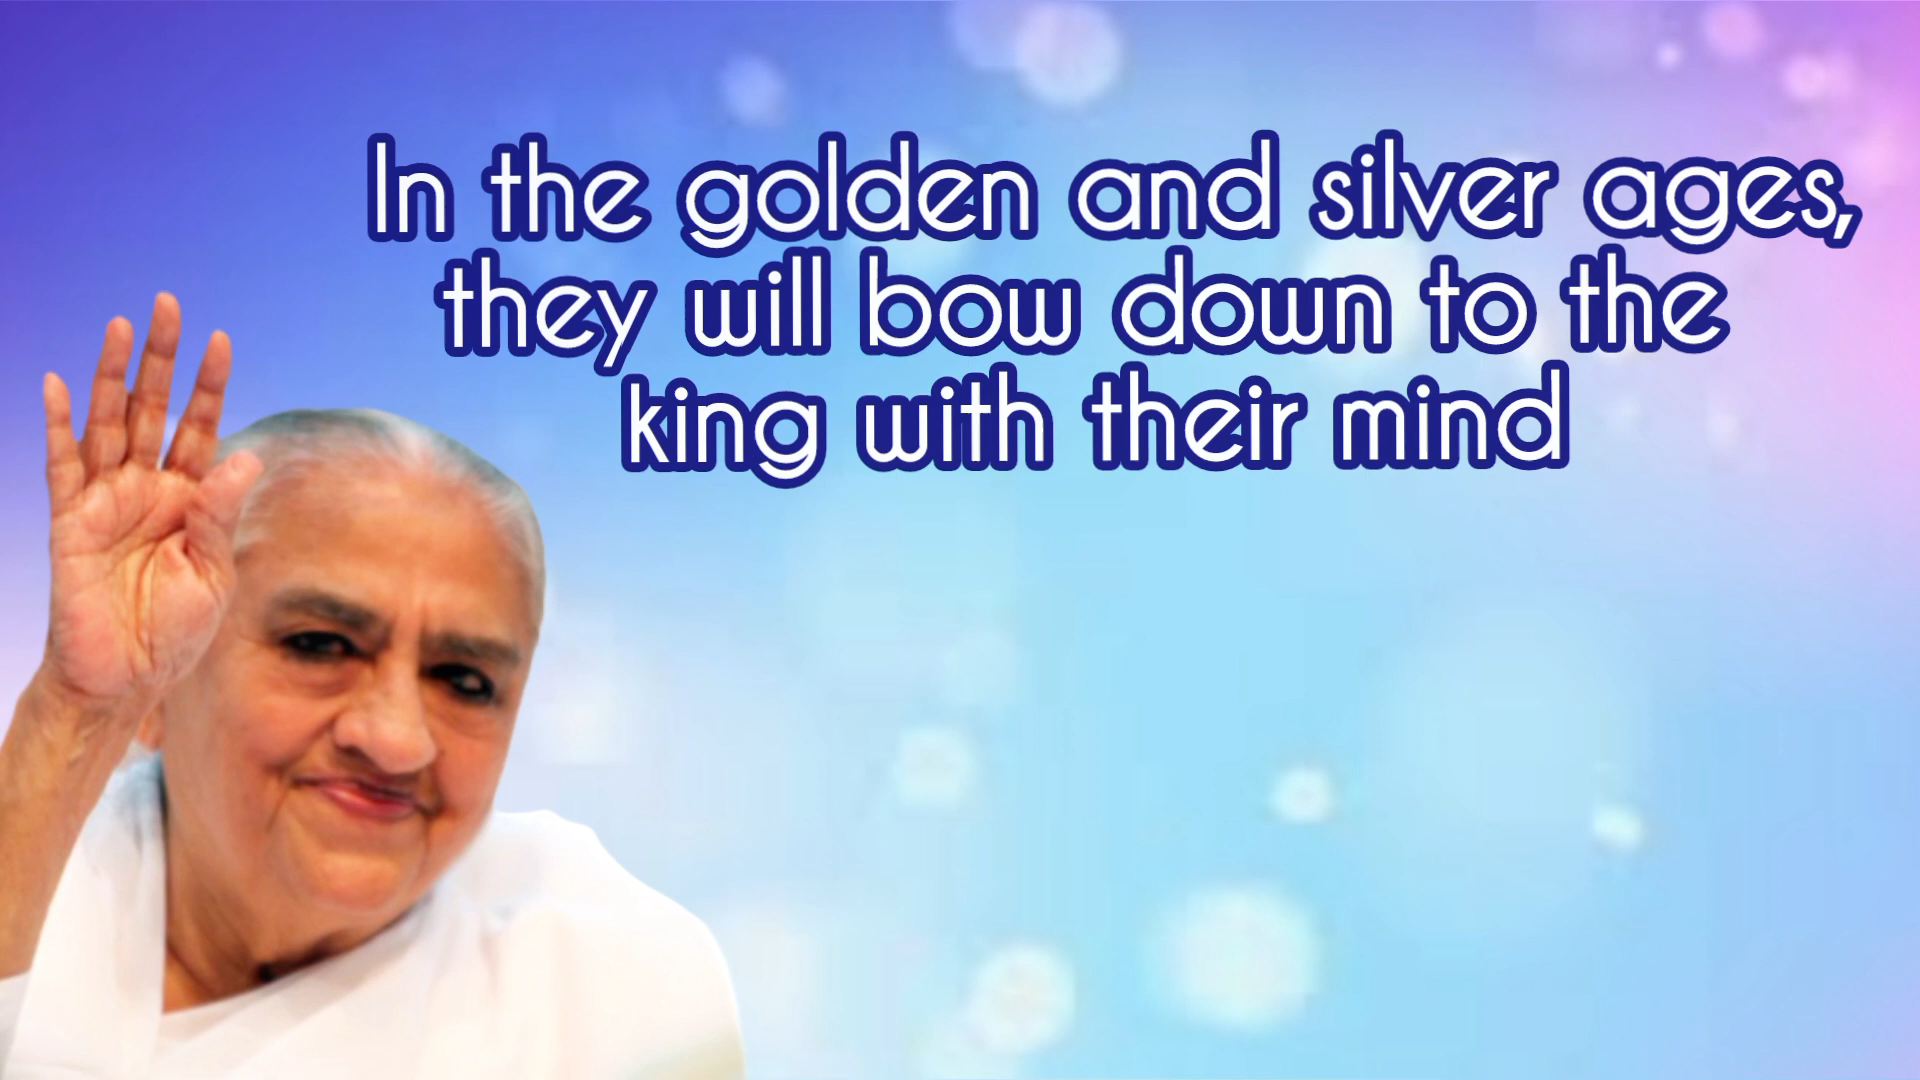 In the golden and silver ages,
they will bow down to the
king with their mind